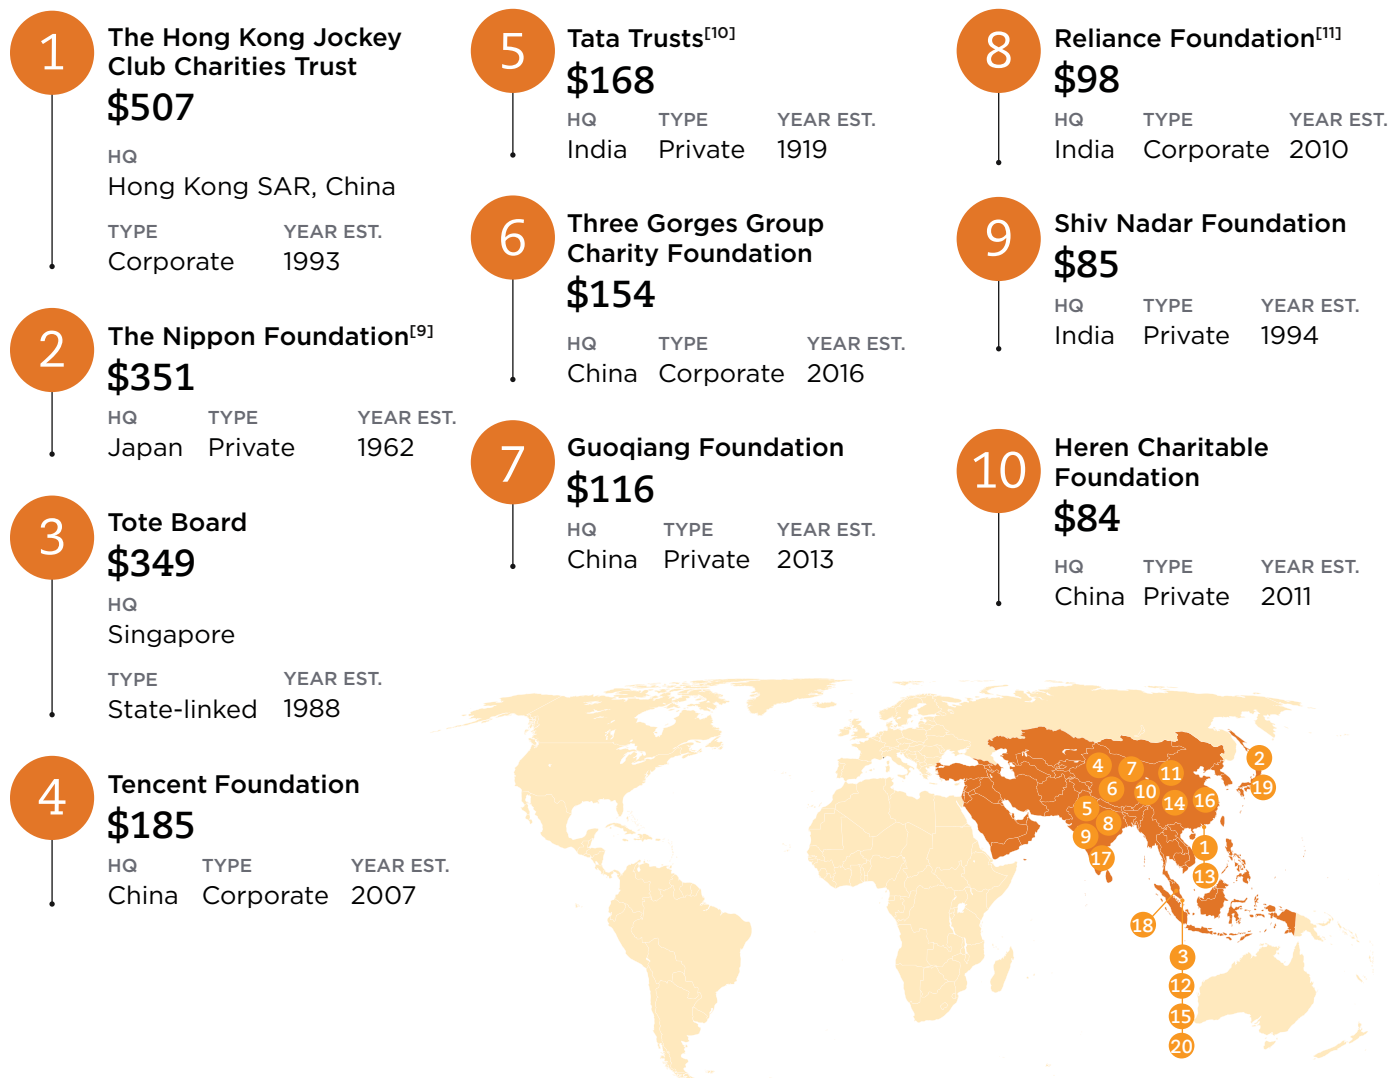 1
The Hong Kong Jockey
Club Charities Trust
$507
HQ
Hong Kong SAR, China
TYPE YEAR EST.
Corporate 1993
2
The Nippon Foundation[9]
$351
HQ TYPE YEAR EST.
Japan Private 1962
3
Tote Board
$349
HQ
Singapore
TYPE YEAR EST.
State-linked 1988
4
Tencent Foundation
$185
HQ TYPE YEAR EST.
China Corporate 2007
5
Tata Trusts[10]
$168
HQ TYPE YEAR EST.
India Private 1919
6
Three Gorges Group
Charity Foundation
$154
HQ TYPE YEAR EST.
China Corporate 2016
7
Guoqiang Foundation
$116
HQ TYPE YEAR EST.
China Private 2013
8
Reliance Foundation[11]
$98
HQ TYPE YEAR EST.
India Corporate 2010
9
Shiv Nadar Foundation
$85
HQ TYPE YEAR EST.
India Private 1994
10
Heren Charitable
Foundation
$84
HQ TYPE YEAR EST.
China Private 2011
2
4 7 11
6 10 14 16 19
5 8
9
17
1
13
18
3
12
15
20